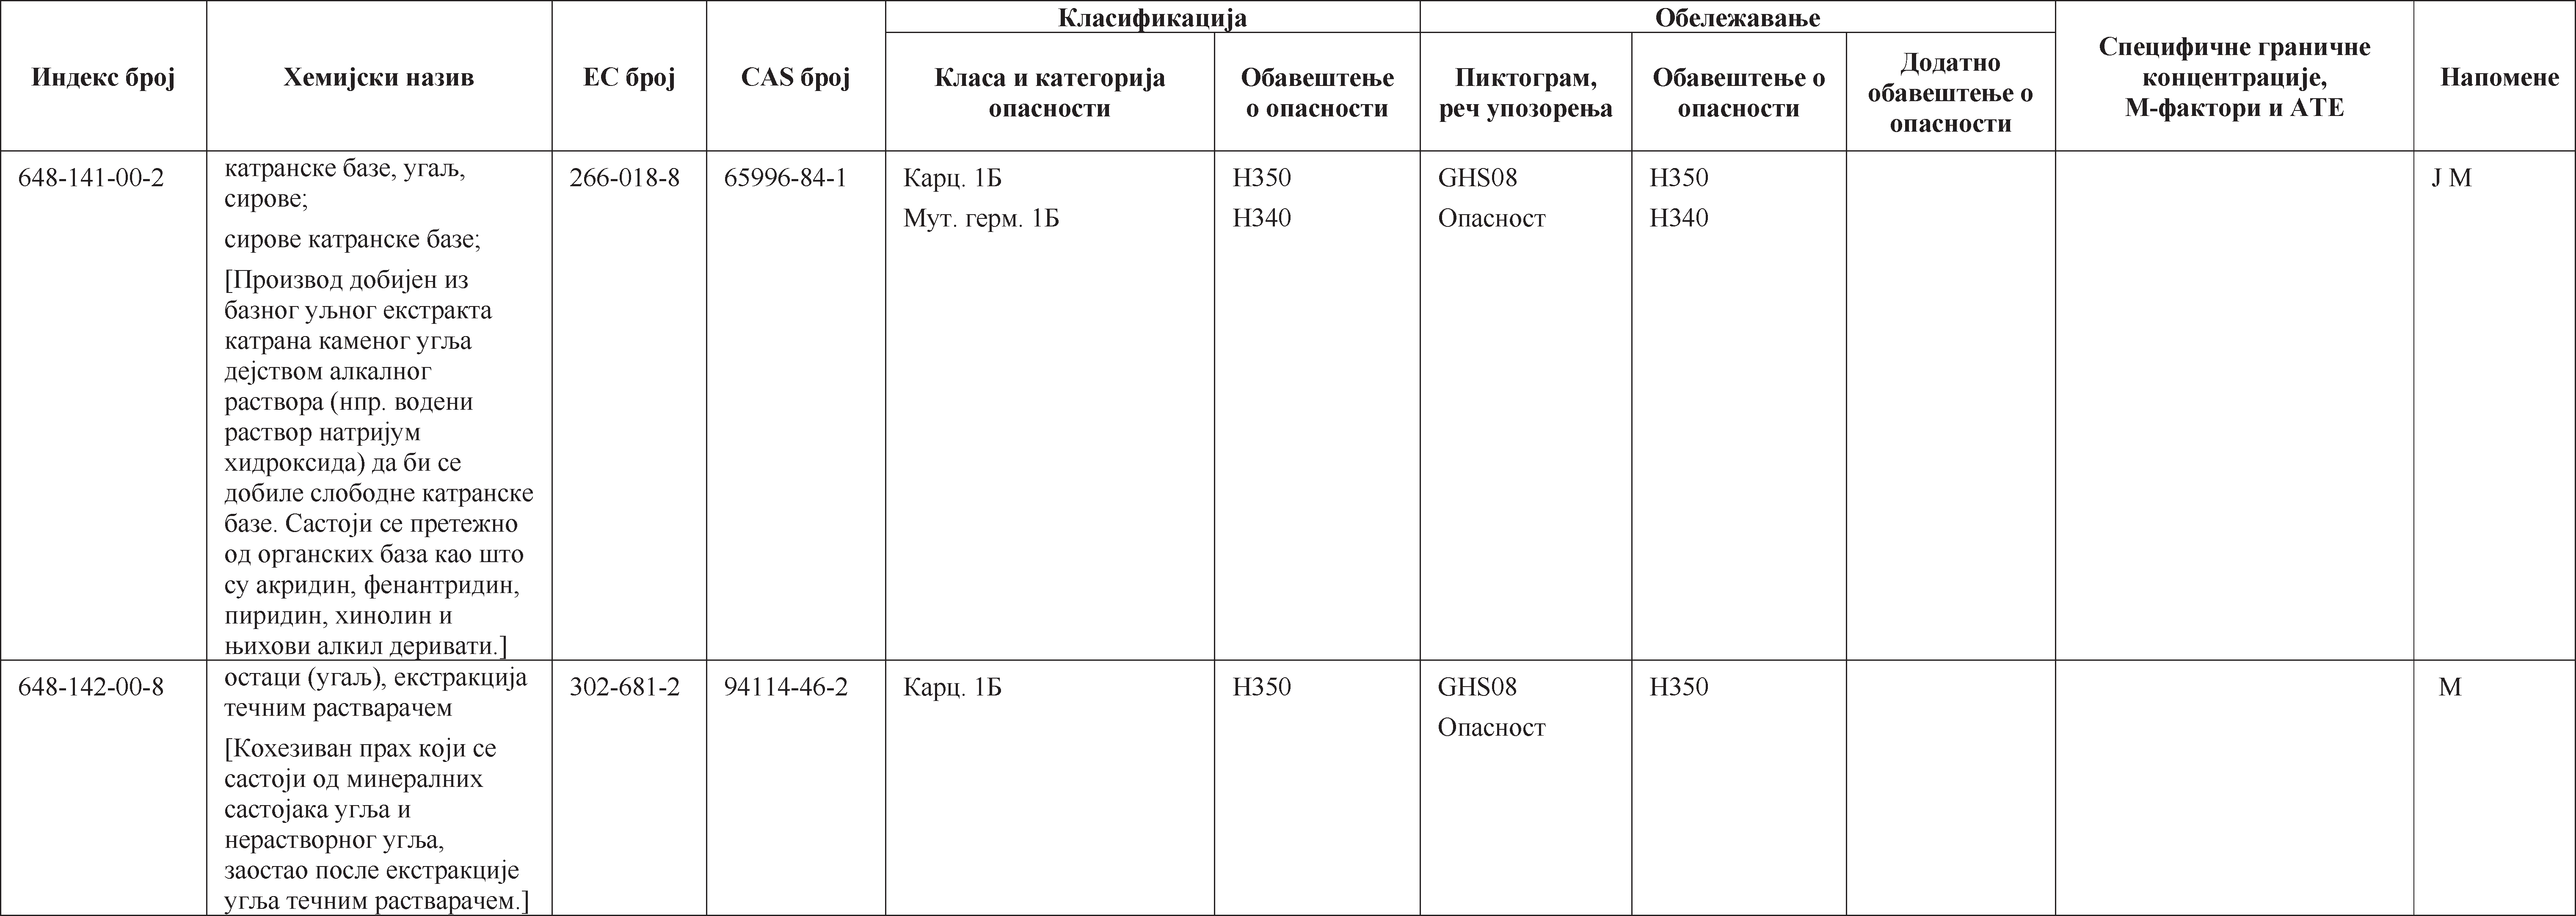 Индекс број
Хемијски назив
ЕС број
CAS број
Класификација
Обележавање
Класа и категорија
опасности
Обавештење
о опасности
Пиктограм,
реч упозорења
Обавештење о
опасности
Додатно
обавештење о
опасности
Специфичне граничне
концентрације,
М-фактори и АТЕ
Напомене
648-141-00-2
катранске базе, угаљ,
сирове;
сирове катранске базе;
[Производ добијен из
базног уљног екстракта
катрана каменог угља
дејством алкалног
раствора (нпр. водени
раствор натријум
хидроксида) да би се
добиле слободне катранске
базе. Састоји се претежно
од органских база као што
су акридин, фенантридин,
пиридин, хинолин и
њихови алкил деривати.]
266-018-8
65996-84-1
Карц. 1Б
Мут. герм. 1Б
H350
H340
GHS08
Опасност
H350
H340
J M
648-142-00-8
остаци (угаљ), екстракција
течним растварачем
[Кохезиван прах који се
састоји од минералних
састојака угља и
нерастворног угља,
заостао после екстракције
угља течним растварачем.]
302-681-2
94114-46-2
Карц. 1Б
H350
GHS08
Опасност
H350
M